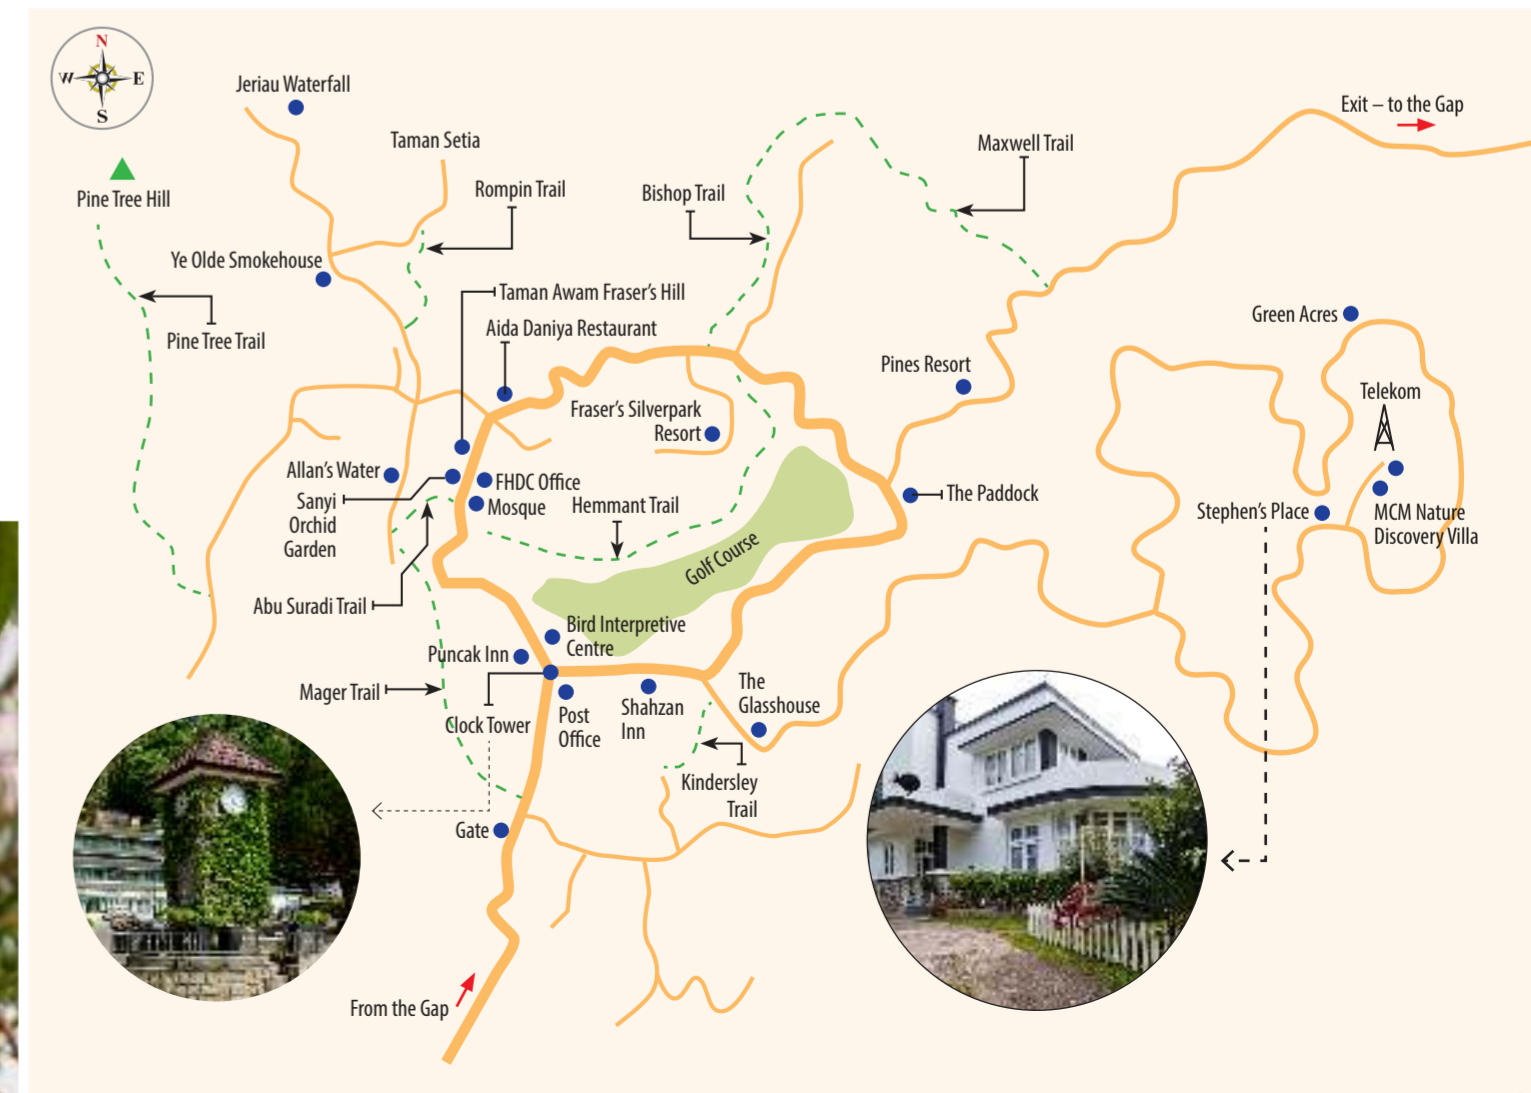 N
W
E
S
Jeriau Waterfall
Exit – to the Gap
Taman Setia
Maxwell Trail
Pine Tree Hill
Rompin Trail
Bishop Trail
Ye Olde Smokehouse
Taman Awam Fraser's Hill
Green Acres
Aida Daniya Restaurant
Pine Tree Trail
Pines Resort
Telekom
Fraser's Silverpark
Resort
Allan's Water
FHDC Office
The Paddock
Sanyi
Orchid
Garden
Mosque
Hemmant Trail
Stephen's Place
MCM Nature
Discovery Villa
Golf Course
Abu Suradi Trail
Bird Interpretive
Centre
Puncak Inn
Mager Trail
The
Glasshouse
Clock Tower
Post
Office
Shahzan
Inn
Kindersley
Trail
Gate
From the Gap